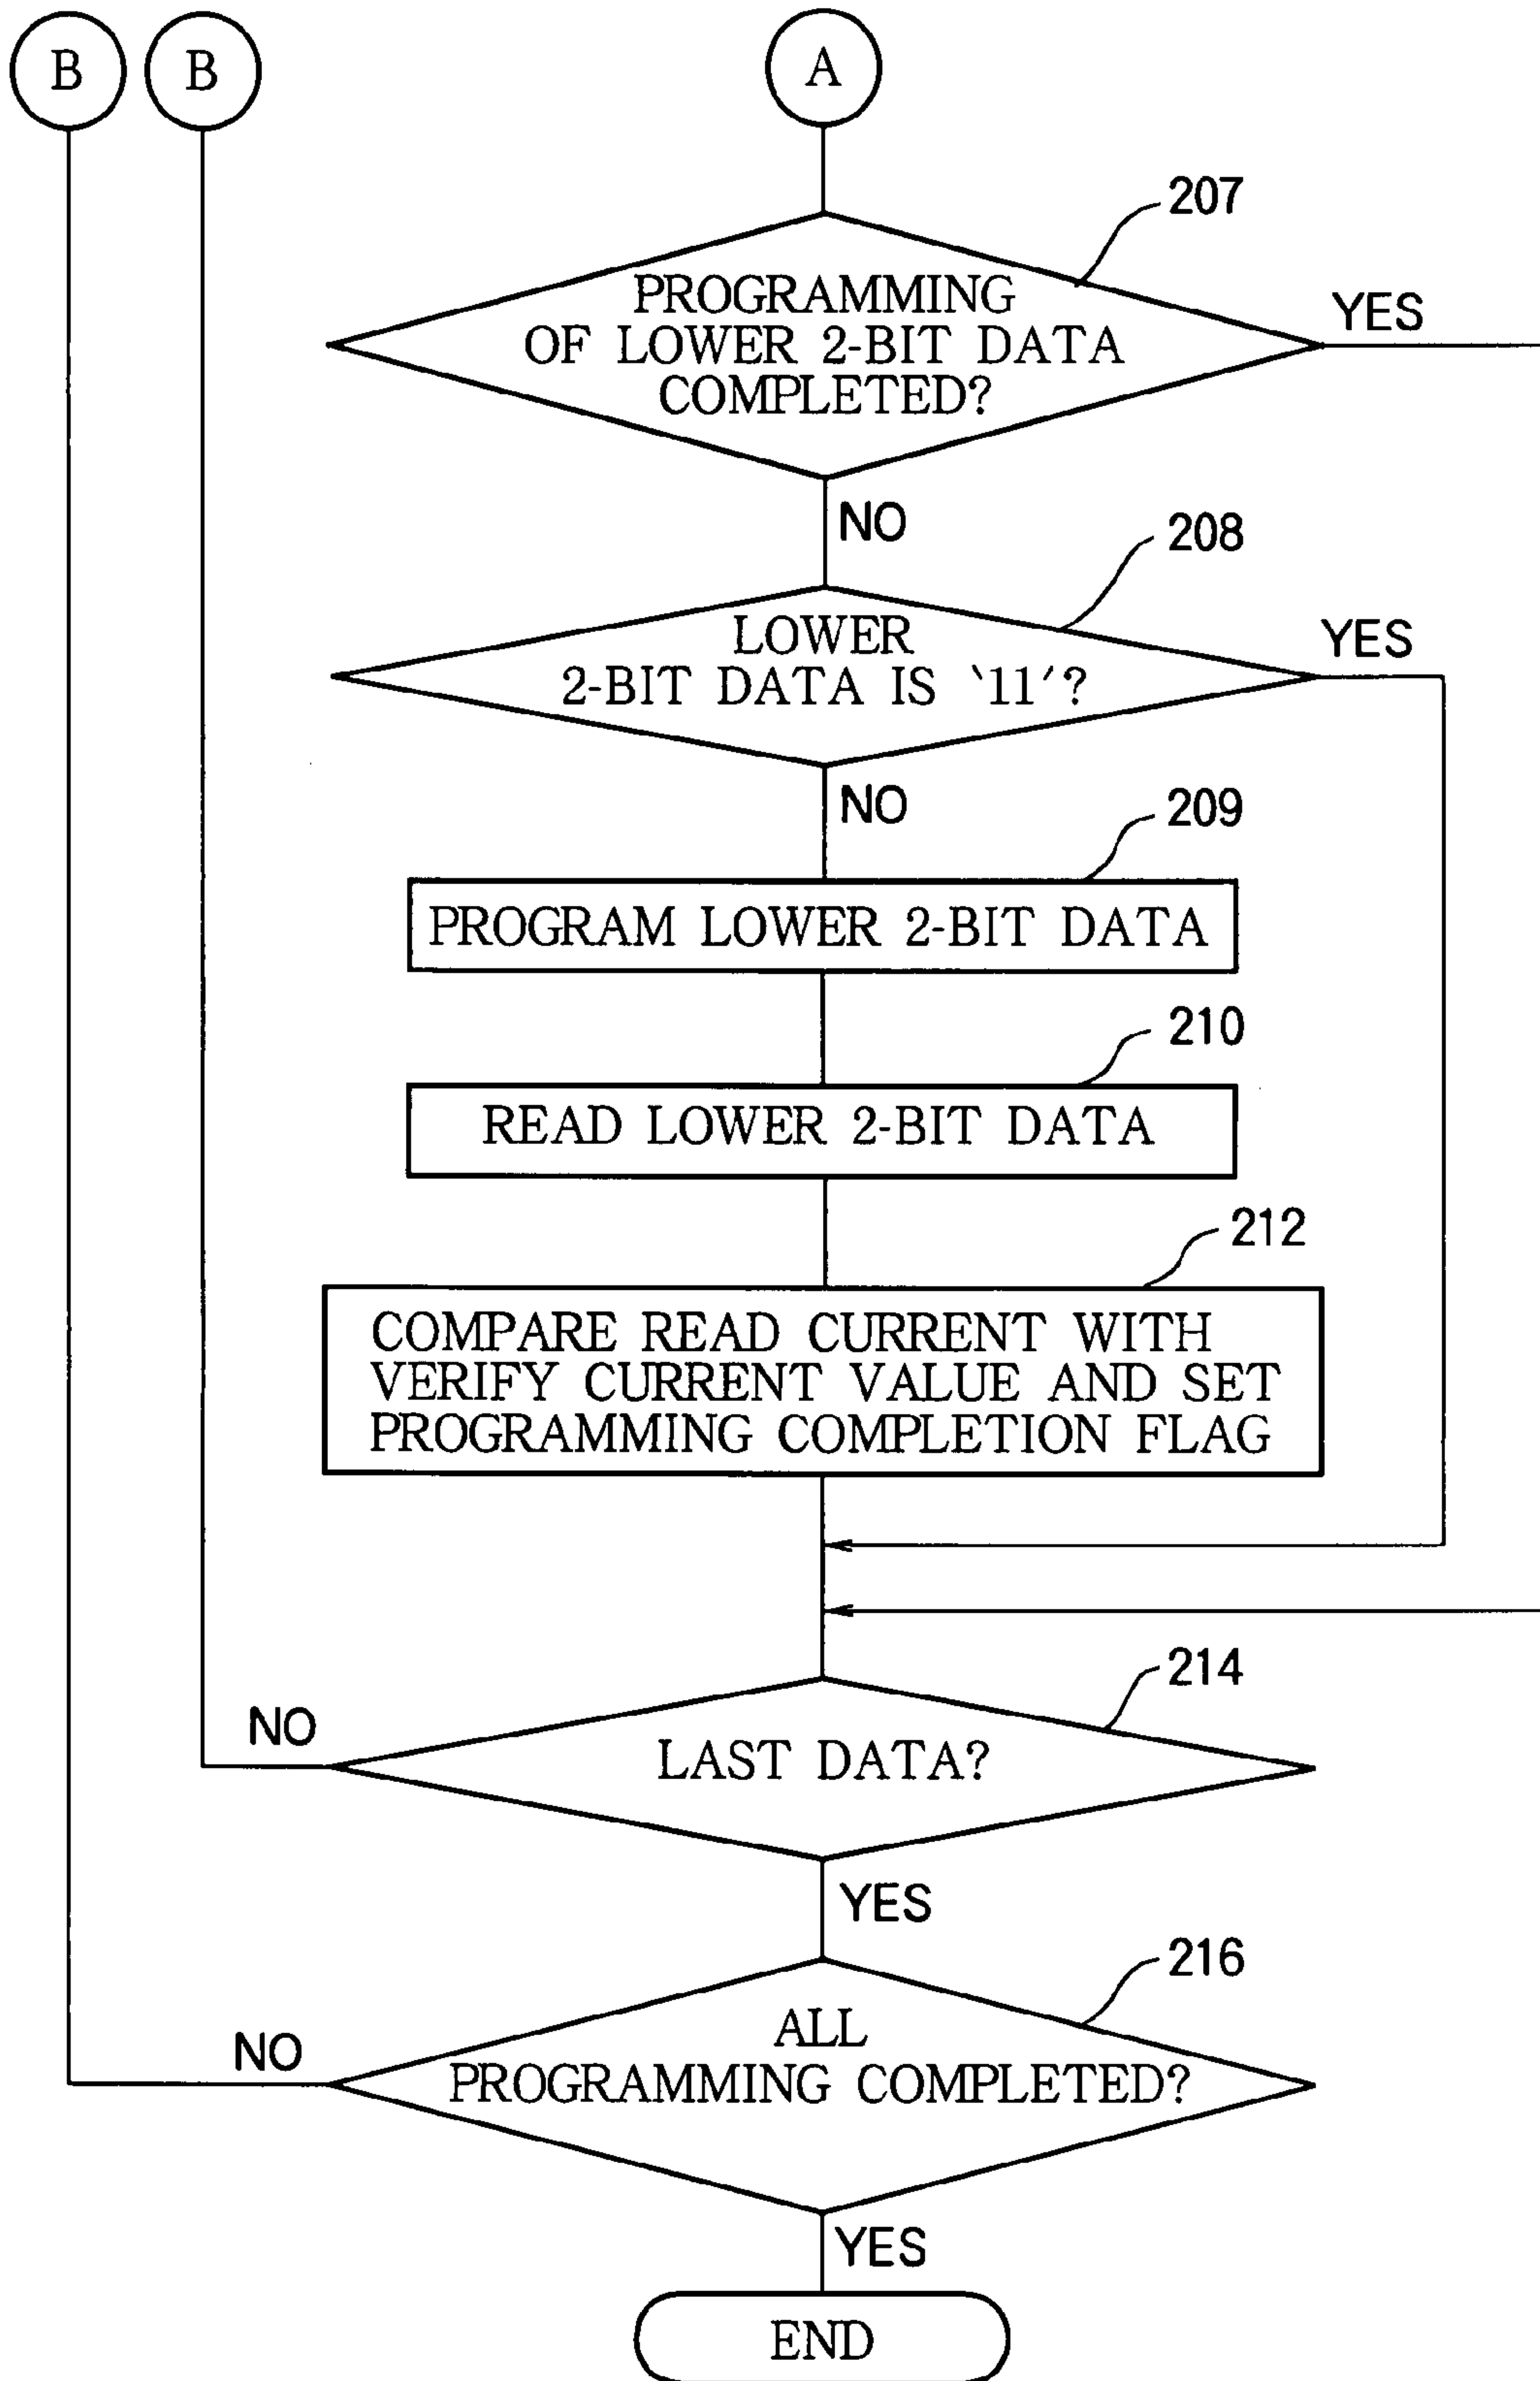 B B A
207
PROGRAMMING
OF LOWER 2-BIT DATA
COMPLETED?
YES
NO
208
LOWER
2-BIT DATA IS ‵11′?
YES
NO
209
PROGRAM LOWER 2-BIT DATA
210
READ LOWER 2-BIT DATA
212
COMPARE READ CURRENT WITH
VERIFY CURRENT VALUE AND SET
PROGRAMMING COMPLETION FLAG
214
NO
LAST DATA?
YES
216
NO
ALL
PROGRAMMING COMPLETED?
YES
END